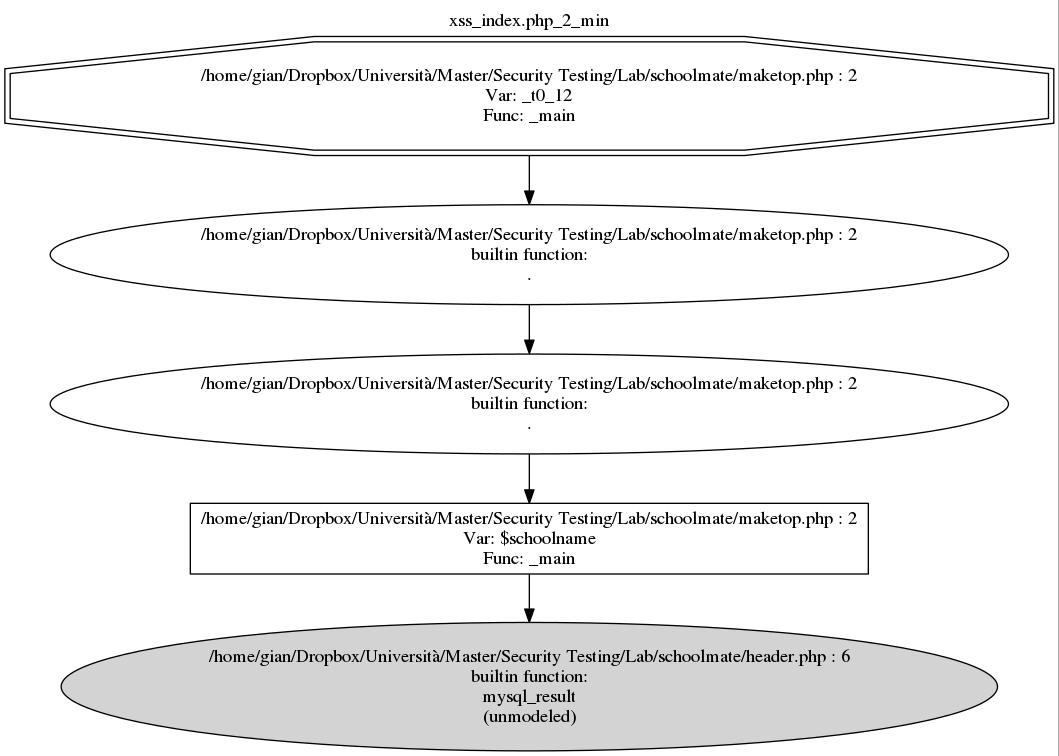 xss_index.php_2_min
/home/gian/Dropbox/Università/Master/Security Testing/Lab/schoolmate/maketop.php : 2
Var: _t0_12
Func: _main
/home/gian/Dropbox/Università/Master/Security Testing/Lab/schoolmate/maketop.php : 2
builtin function:
.
/home/gian/Dropbox/Università/Master/Security Testing/Lab/schoolmate/maketop.php : 2
builtin function:
.
/home/gian/Dropbox/Università/Master/Security Testing/Lab/schoolmate/maketop.php : 2
Var: $schoolname
Func: _main
/home/gian/Dropbox/Università/Master/Security Testing/Lab/schoolmate/header.php : 6
builtin function:
mysql_result
(unmodeled)